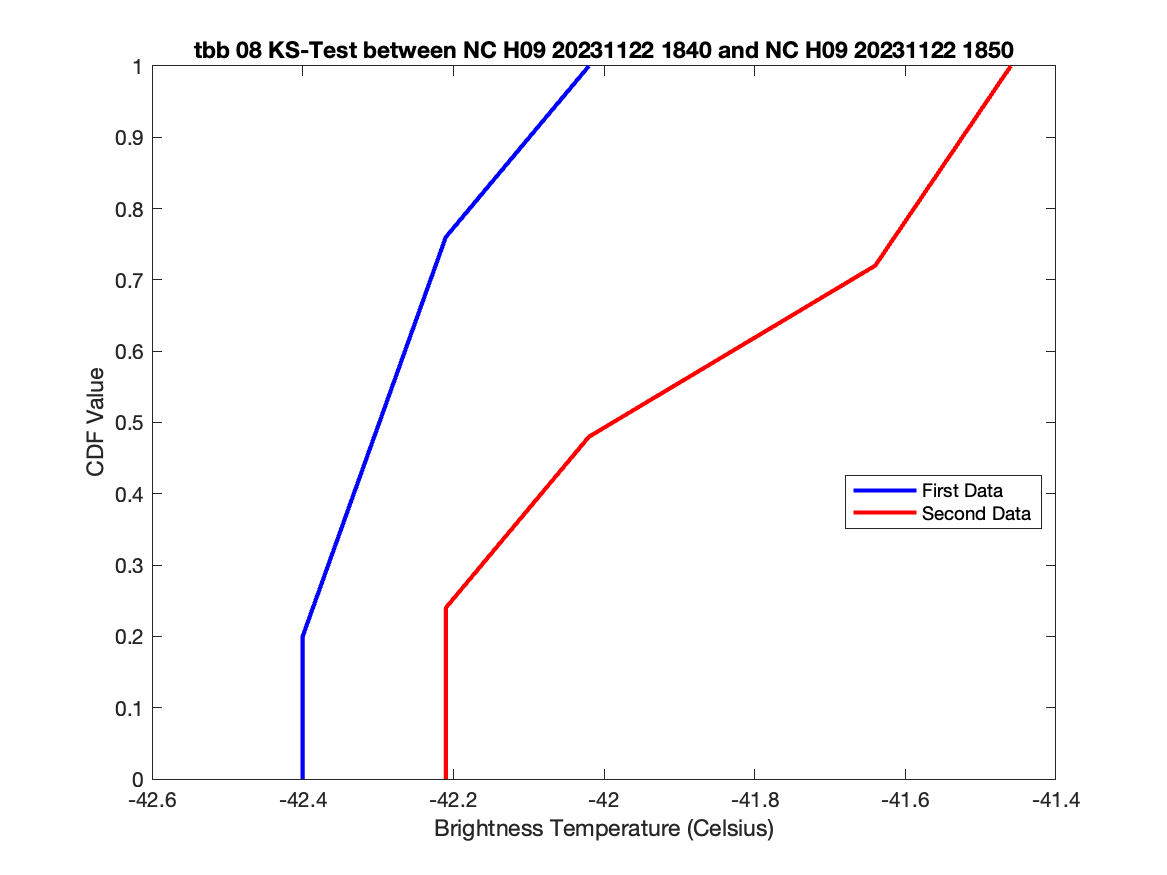 tbb 08 KS-Test between NC H09 20231122 1840 and NC H09 20231122 1850
1
0.9
0.8
0.7
0.6
0.5
0.4
0.3
0.2
0.1
0
CDF Value
First Data
Second Data
-42.6 -42.4 -42.2 -42 -41.8 -41.6 -41.4
Brightness Temperature (Celsius)